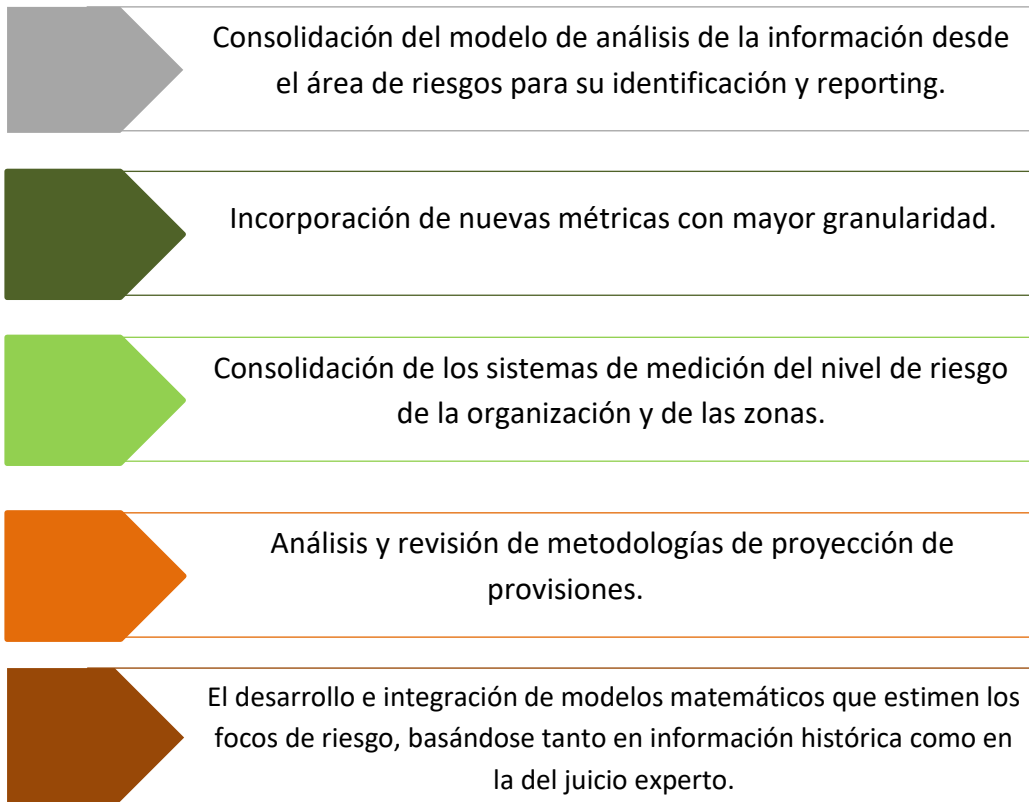 Consolidación del modelo de análisis de la información desde
el área de riesgos para su identificación y reporting.
Incorporación de nuevas métricas con mayor granularidad.
Consolidación de los sistemas de medición del nivel de riesgo
de la organización y de las zonas.
Análisis y revisión de metodologías de proyección de
provisiones.
El desarrollo e integración de modelos matemáticos que estimen los
focos de riesgo, basándose tanto en información histórica como en
la del juicio experto.